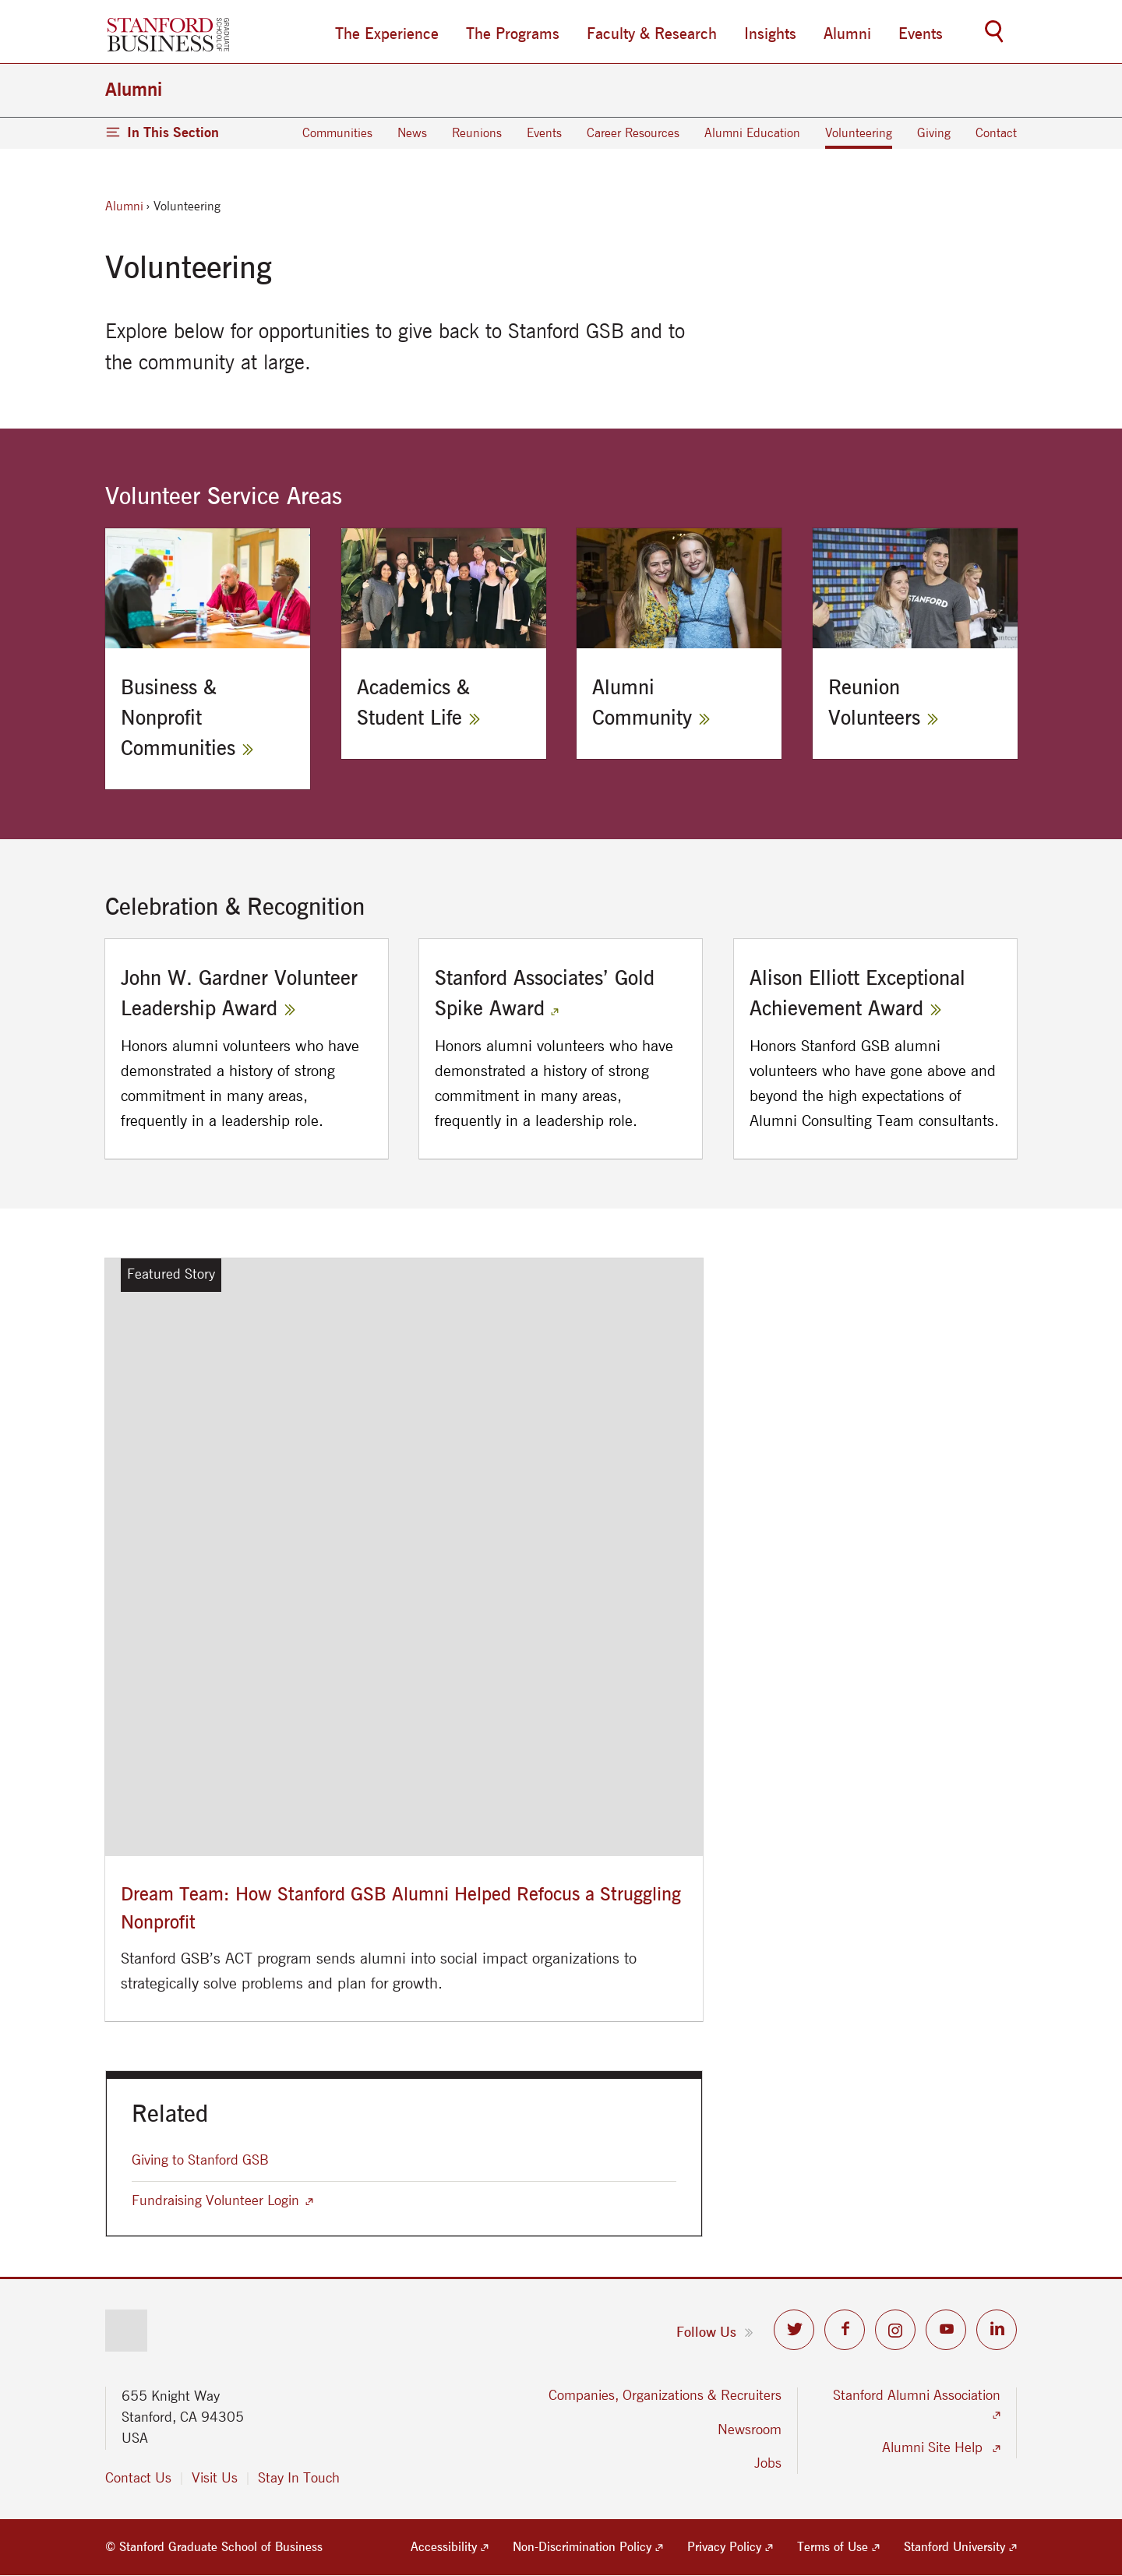 STANFORD
BUSINESS
GRADUATE
SCHOOL OF
The Experience The Programs Faculty & Research Insights Alumni Events
Alumni
In This Section Communities News Reunions Events Career Resources Alumni Education Volunteering Giving Contact
Alumni › Volunteering
Volunteering
Explore below for opportunities to give back to Stanford GSB and to
the community at large.
Volunteer Service Areas
STANFORD
Business &
Nonprofit
Communities
Academics &
Student Life
Alumni
Community
Reunion
Volunteers
Celebration & Recognition
John W. Gardner Volunteer
Leadership Award
Honors alumni volunteers who have
demonstrated a history of strong
commitment in many areas,
frequently in a leadership role.
Stanford Associates’ Gold
Spike Award
Honors alumni volunteers who have
demonstrated a history of strong
commitment in many areas,
frequently in a leadership role.
Alison Elliott Exceptional
Achievement Award
Honors Stanford GSB alumni
volunteers who have gone above and
beyond the high expectations of
Alumni Consulting Team consultants.
Featured Story
Dream Team: How Stanford GSB Alumni Helped Refocus a Struggling
Nonprofit
Stanford GSB’s ACT program sends alumni into social impact organizations to
strategically solve problems and plan for growth.
Related
Giving to Stanford GSB
Fundraising Volunteer Login
Follow Us
655 Knight Way
Stanford, CA 94305
USA
Contact Us Visit Us Stay In Touch
Companies, Organizations & Recruiters
Newsroom
Jobs
Stanford Alumni Association
Alumni Site Help
© Stanford Graduate School of Business Accessibility Non-Discrimination Policy Privacy Policy Terms of Use Stanford University